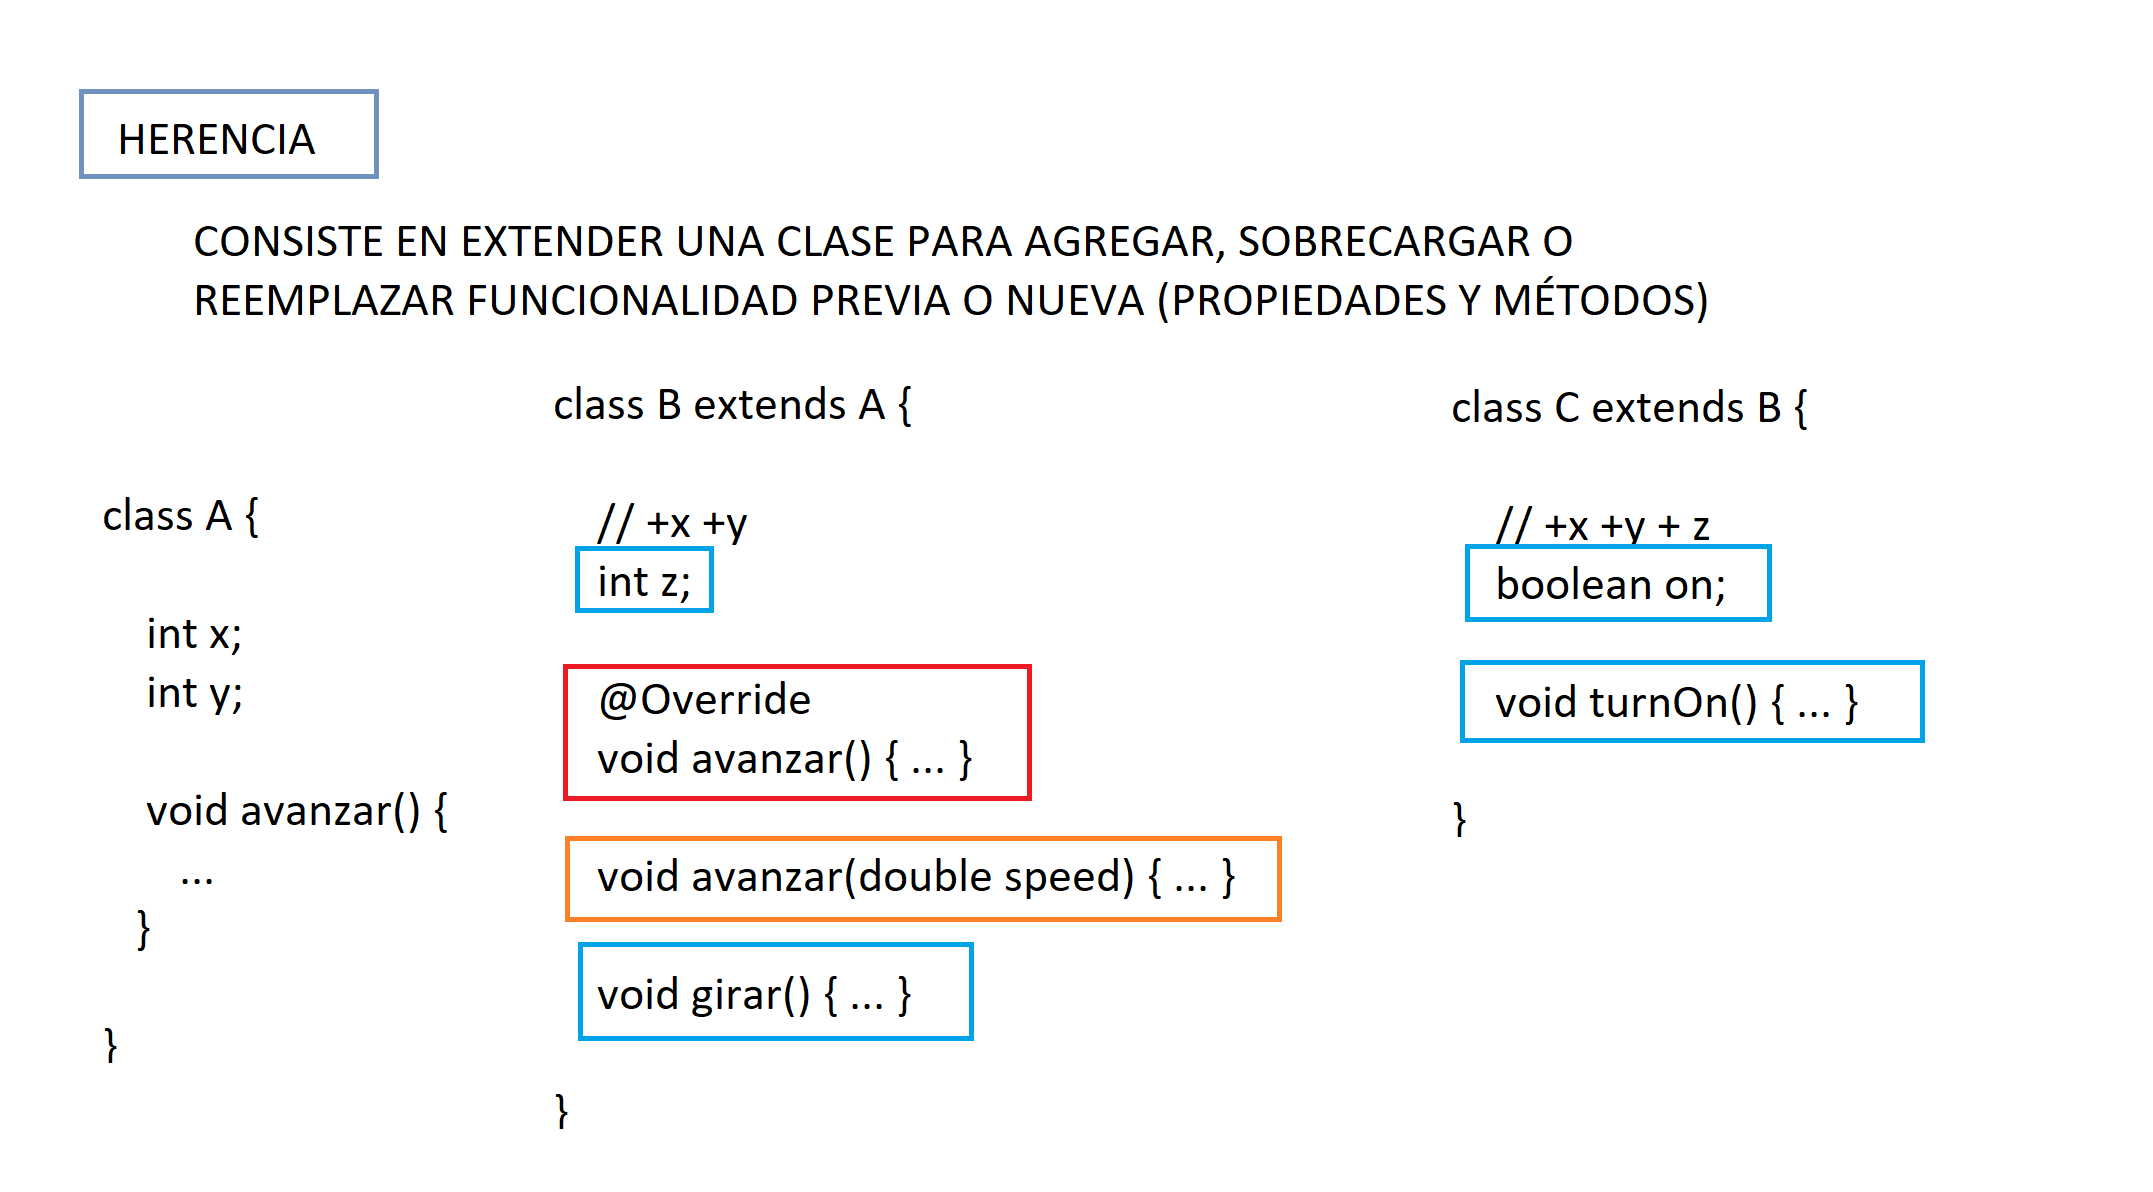 HERENCIA
CONSISTE EN EXTENDER UNA CLASE PARA AGREGAR, SOBRECARGAR O
REEMPLAZAR FUNCIONALIDAD PREVIA O NUEVA (PROPIEDADES Y MÉTODOS)
class A {
int x;
int y;
void avanzar() {
...
}
}
class B extends A {
// +x +y
int z;
@Override
void avanzar() { ... }
void avanzar(double speed) { ... }
void girar() { ... }
}
class C extends B {
// +x +y + z
boolean on;
void turnOn() { ... }
}